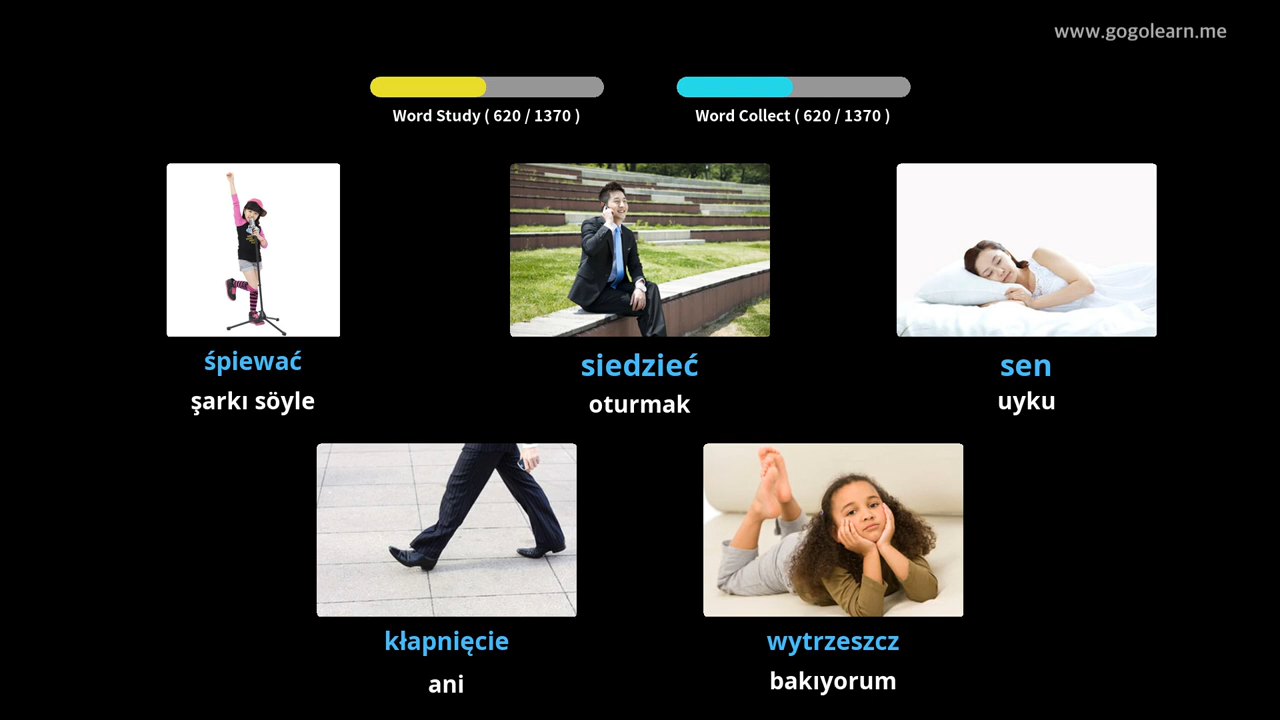 www.gogolearn.me
Word Study ( 620 / 1370 )
Word Collect ( 620 / 1370 )
śpiewać
şarkı söyle
siedzieć
oturmak
sen
uyku
kłapnięcie
ani
wytrzeszcz
bakıyorum